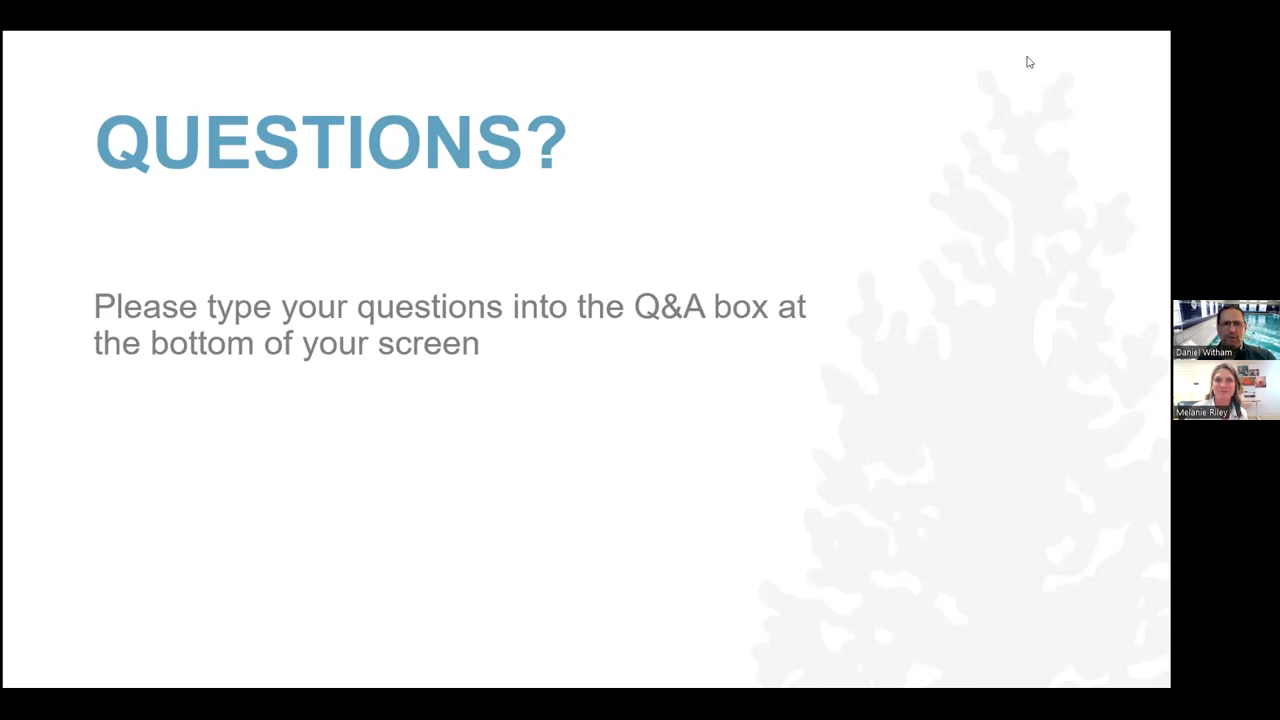 QUESTIONS?
Please type your questions into the Q&A box at
the bottom of your screen
Daniel Witham
Melanie Riley